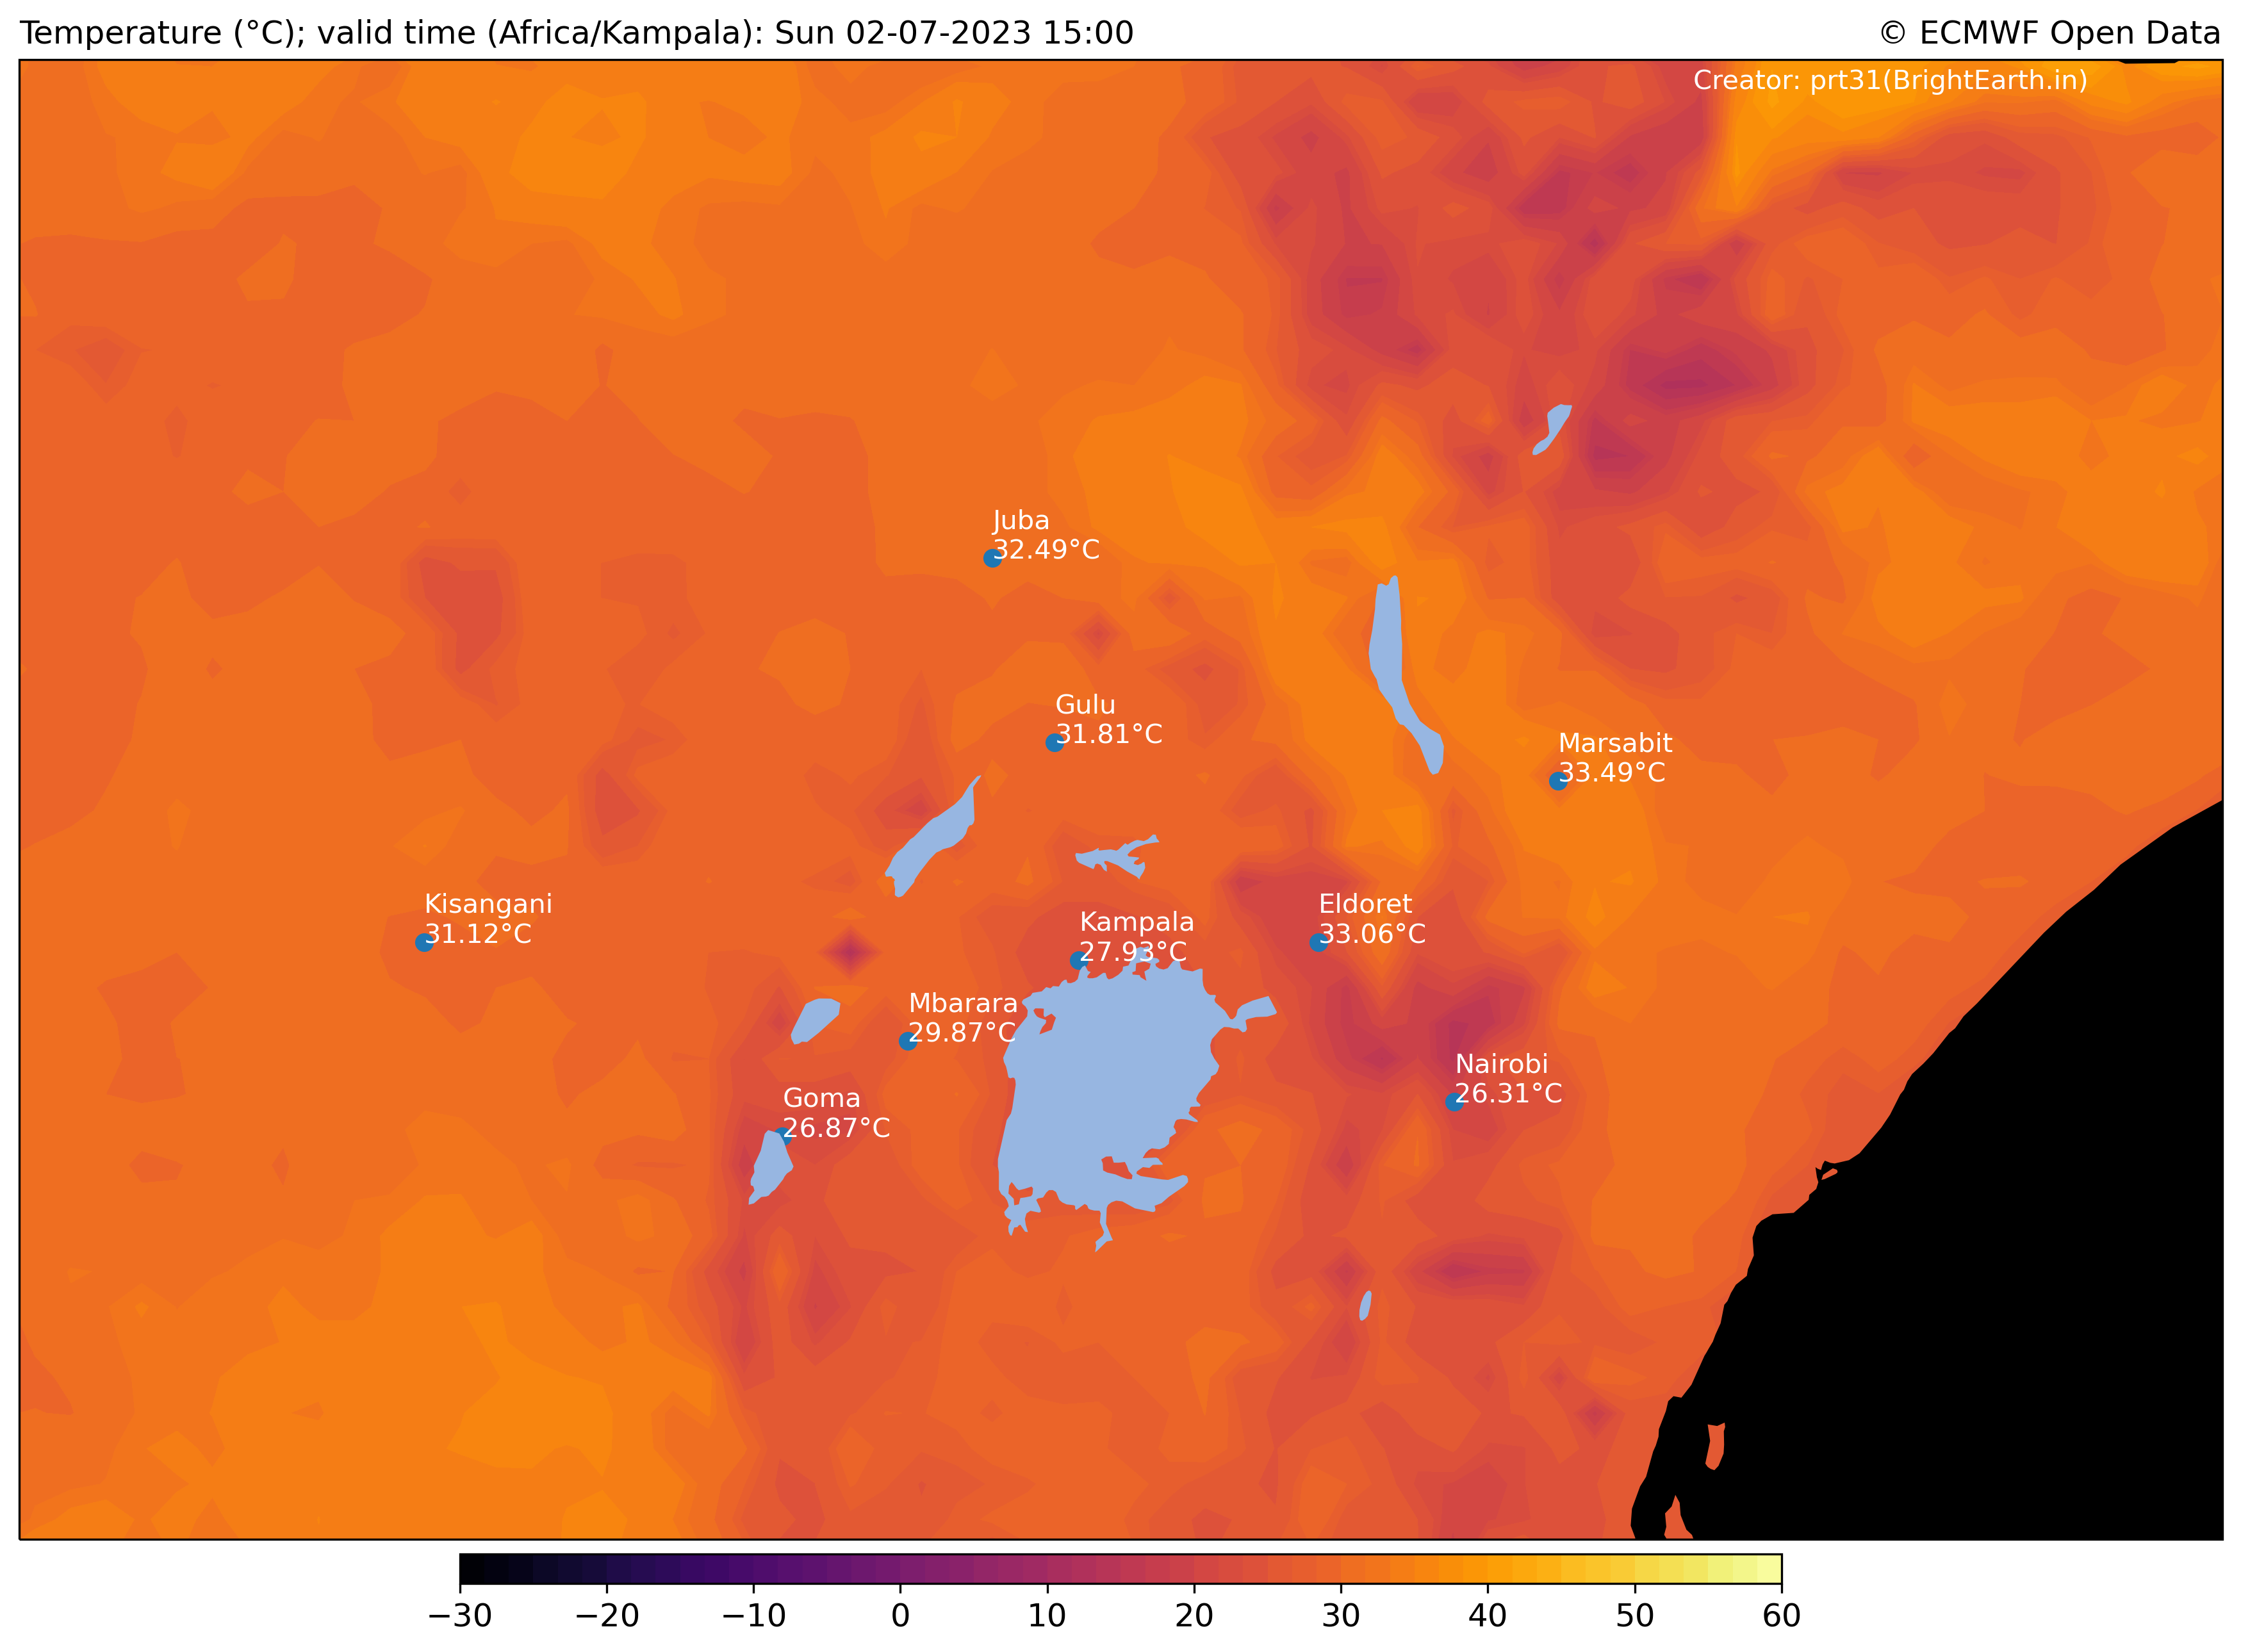 Temperature (°C); valid time (Africa/Kampala): Sun 02-07-2023 15:00
© ECMWF Open Data
Creator: prt31(BrightEarth.in)
Juba
32.49°C
Gulu
31.81°C
Marsabit
33.49°C
Kisangani
31.12°C
Kampala
27.93°C
Eldoret
33.06°C
Mbarara
29.87°C
Nairobi
26.31°C
Goma
26.87°C
−30 −20 −10 0 10 20 30 40 50 60